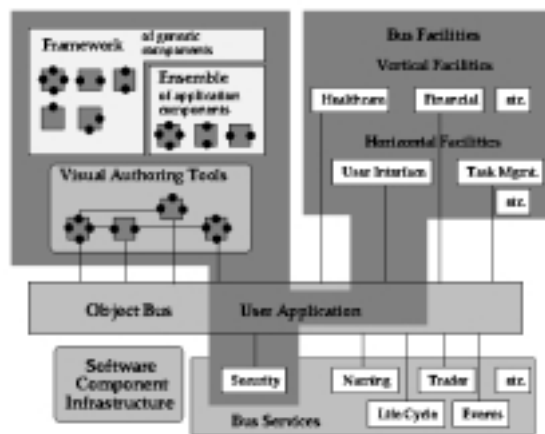 Framework
of generic
components
Ensemble
of application
components
Visual Authoring Tools
Bus Facilities
Vertical Facilities
Healthcare
Financial
etc.
Horizontal Facilities
User Interface
Task Mgmt.
etc.
Object Bus
User Application
Software
Component
Infrastructure
Security
Naming
Trader
etc.
Life Cycle
Events
Bus Services